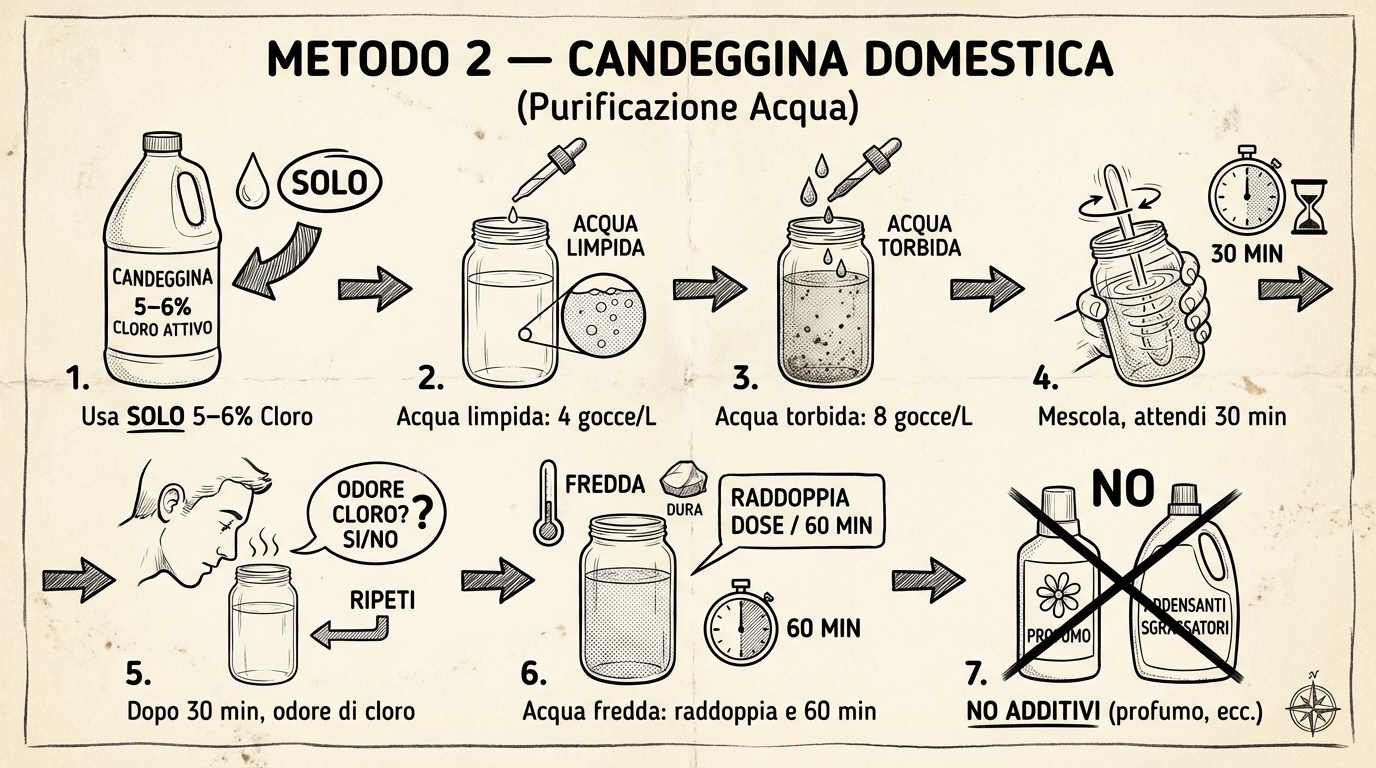 METODO 2 — CANDEGGINA DOMESTICA
(Purificazione Acqua)
SOLO
CANDEGGINA
5–6%
CLORO ATTIVO
1.
Usa SOLO 5–6% Cloro
ACQUA
LIMPIDA
2.
Acqua limpida: 4 gocce/L
ACQUA
TORBIDA
3.
Acqua torbida: 8 gocce/L
30 MIN
4.
Mescola, attendi 30 min
ODORE
CLORO? ?
SI/NO
RIPETI
5.
Dopo 30 min, odore di cloro
FREDDA
DURA
RADDOPPIA
DOSE / 60 MIN
60 MIN
6.
Acqua fredda: raddoppia e 60 min
NO
PROFUMO
ADDENSANTI
SGRASSATORI
7.
NO ADDITIVI (profumo, ecc.)
N